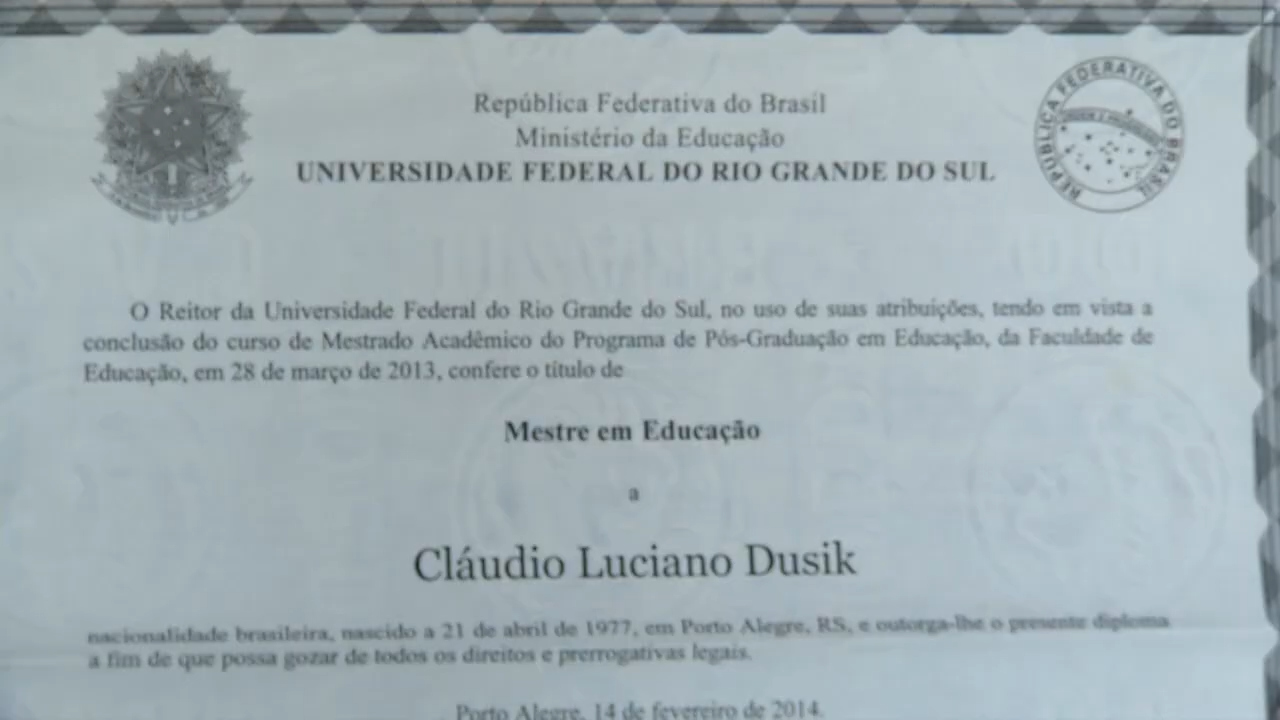 República Federativa do Brasil
Ministério da Educação
UNIVERSIDADE FEDERAL DO RIO GRANDE DO SUL
REPÚBLICA FEDERATIVA DO BRASIL
O Reitor da Universidade Federal do Rio Grande do Sul, no uso de suas atribuições, tendo em vista a
conclusão do curso de Mestrado Acadêmico do Programa de Pós-Graduação em Educação, da Faculdade de
Educação, em 28 de março de 2013, confere o título de
Mestre em Educação
a
Cláudio Luciano Dusik
nacionalidade brasileira, nascido a 21 de abril de 1977, em Porto Alegre, RS, e outorga-lhe o presente diploma
a fim de que possa gozar de todos os direitos e prerrogativas legais.
Porto Alegre, 14 de fevereiro de 2014.